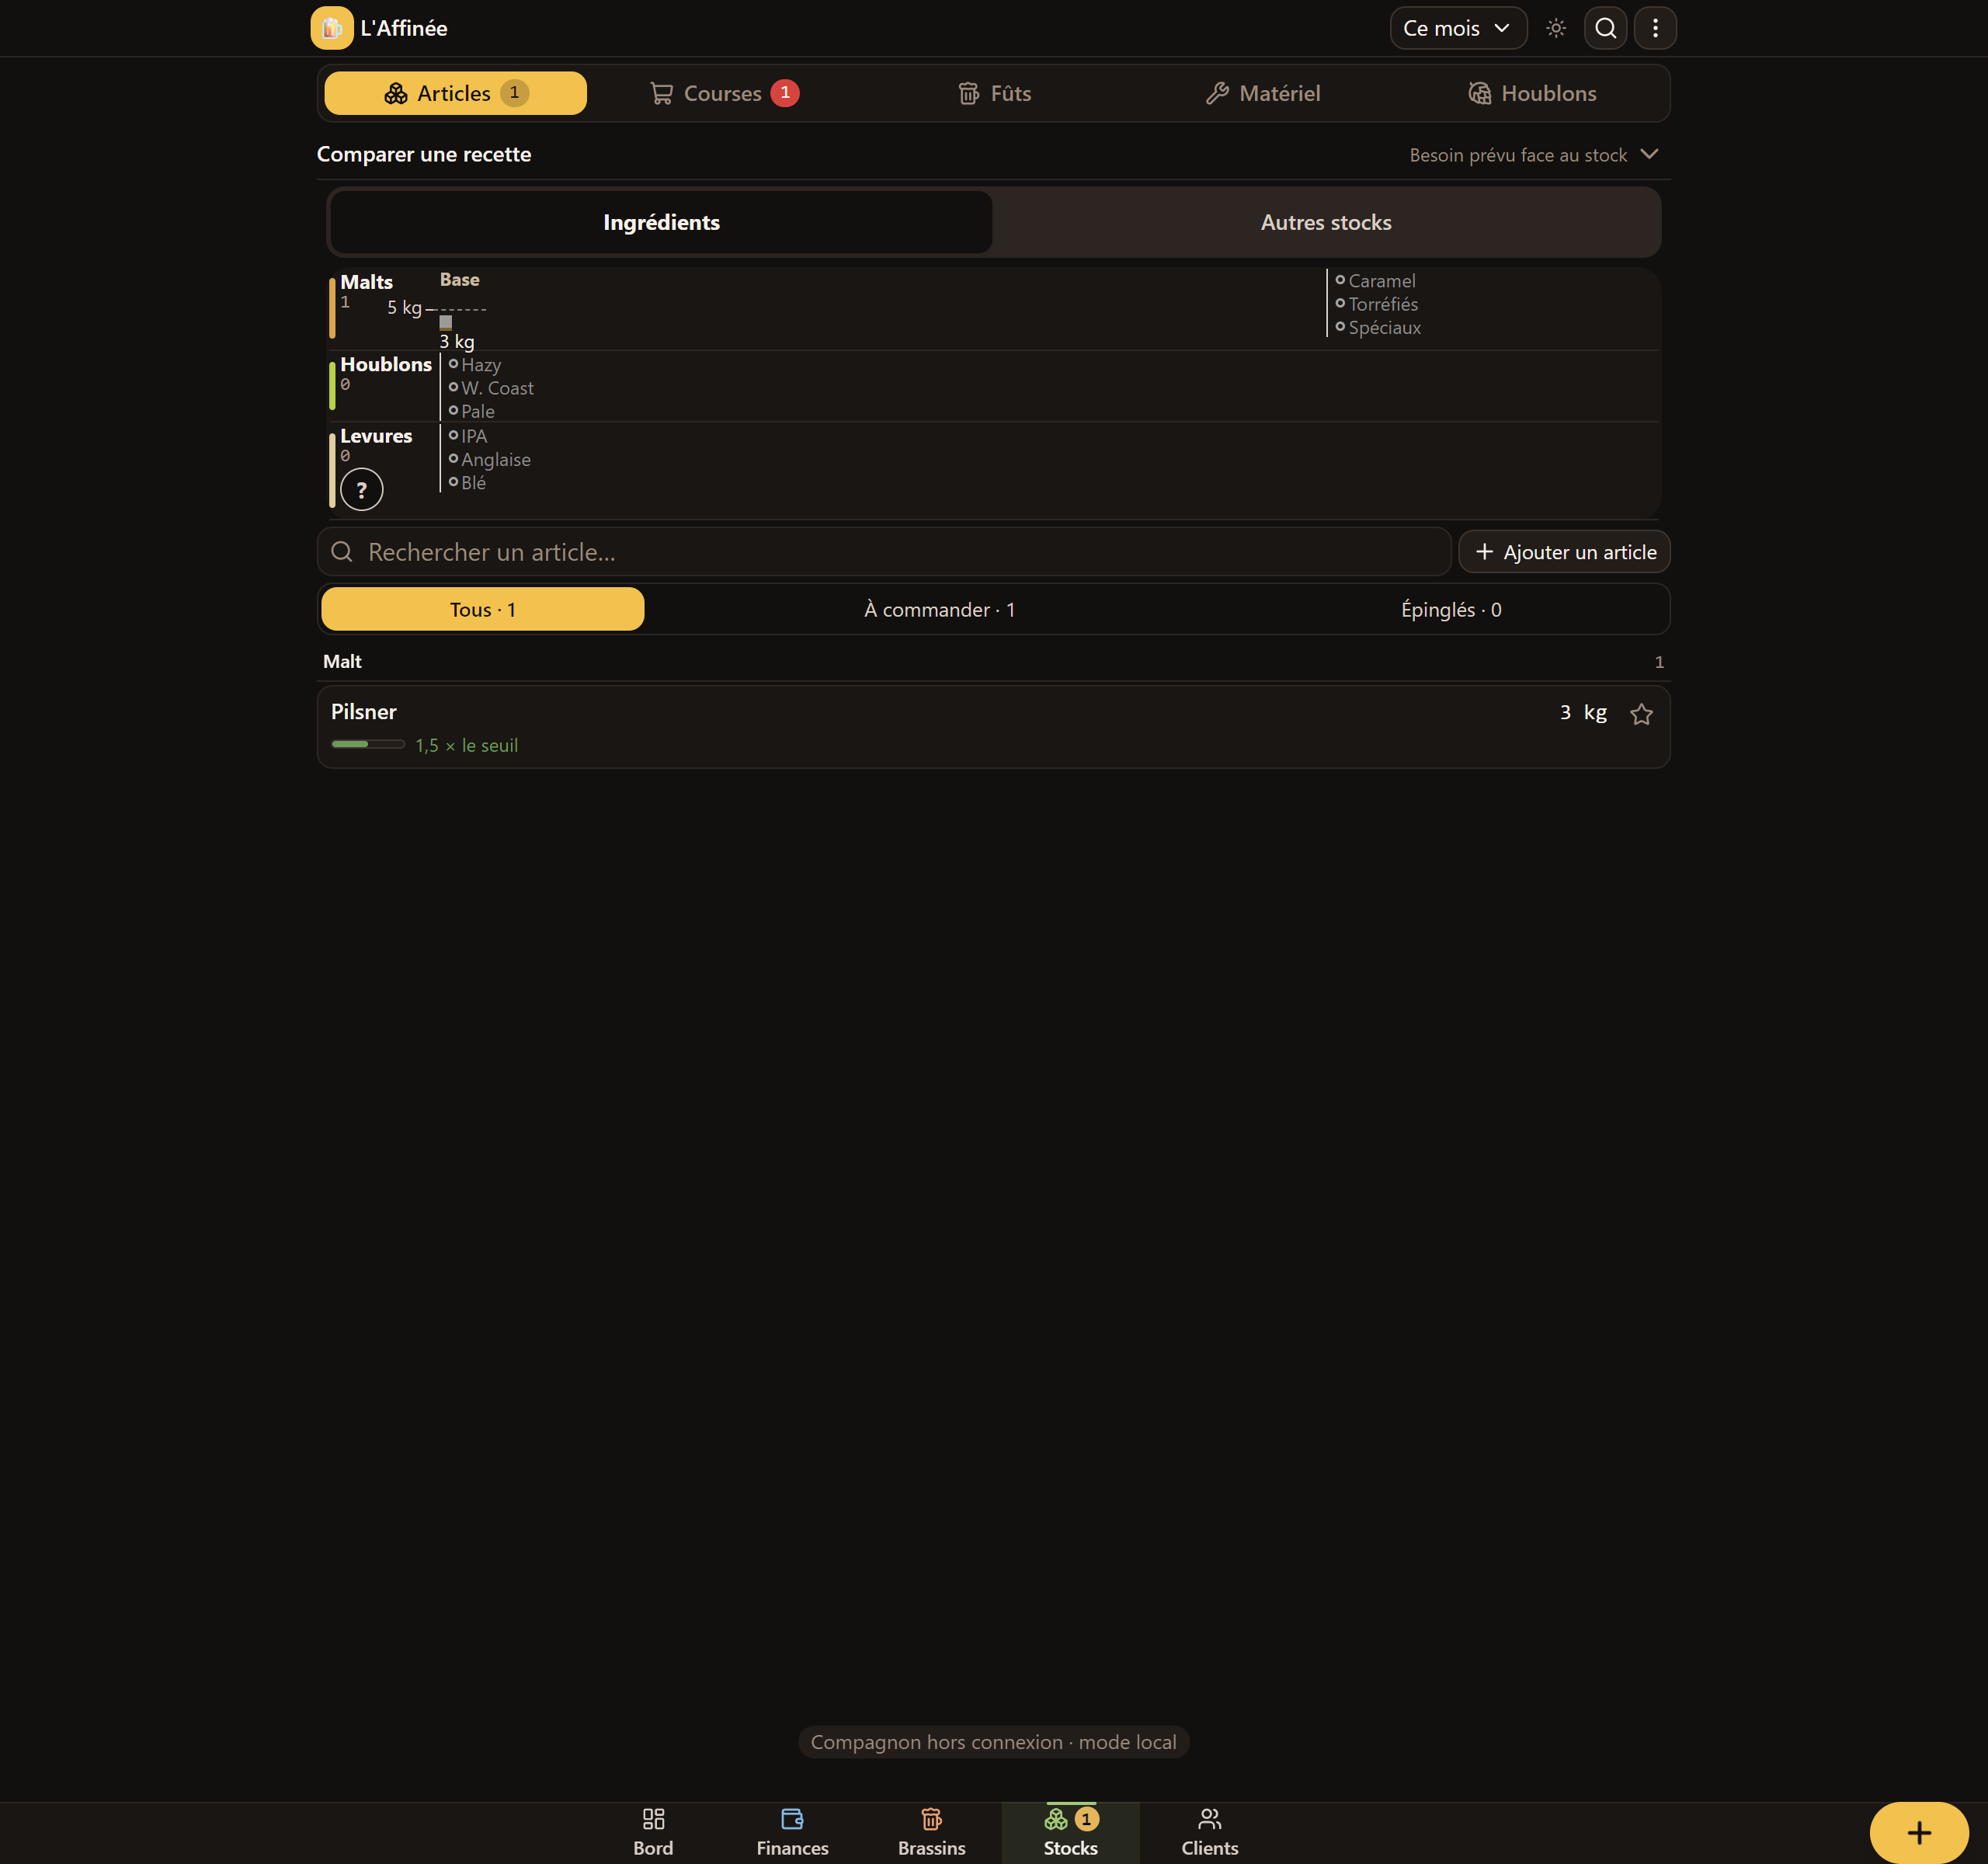 L'Affinée
Ce mois
Articles 1
Courses 1
Fûts
Matériel
Houblons
Comparer une recette
Besoin prévu face au stock
Ingrédients
Autres stocks
Malts
1
Base
5 kg
3 kg
Caramel
Torréfiés
Spéciaux
Houblons
0
Hazy
W. Coast
Pale
Levures
0
?
IPA
Anglaise
Blé
Rechercher un article...
+ Ajouter un article
Tous · 1
À commander · 1
Épinglés · 0
Malt
1
Pilsner
3 kg
1,5 × le seuil
Compagnon hors connexion · mode local
Bord
Finances
Brassins
1
Stocks
Clients
+